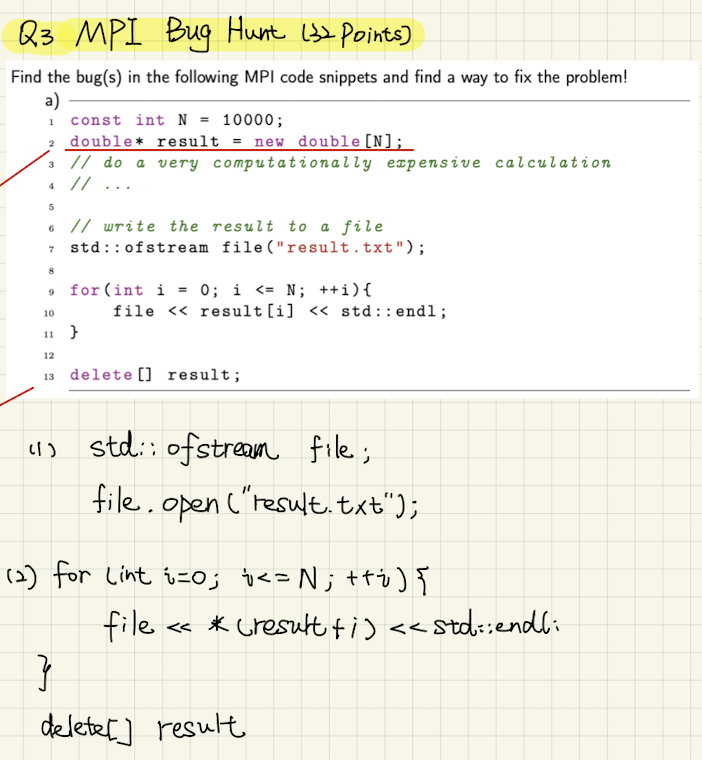 Q3 MPI Bug Hunt (32 Points)
Find the bug(s) in the following MPI code snippets and find a way to fix the problem!
a)
1 const int N = 10000;
2 double* result = new double[N];
3 // do a very computationally expensive calculation
4 // ...
5
6 // write the result to a file
7 std::ofstream file("result.txt");
8
9 for(int i = 0; i <= N; ++i){
10 file << result[i] << std::endl;
11 }
12
13 delete[] result;
(1) std::ofstream file;
file.open("result.txt");
(2) for (int i=0; i<=N; ++i){
file << *(result+i) <<std::endl;
}
delete[] result